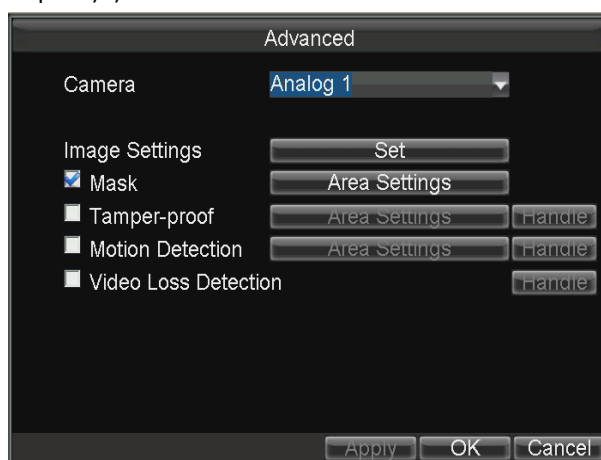 Advanced
Camera Analog 1
Image Settings Set
Mask Area Settings
Tamper-proof Area Settings Handle
Motion Detection Area Settings Handle
Video Loss Detection Handle
Apply OK Cancel